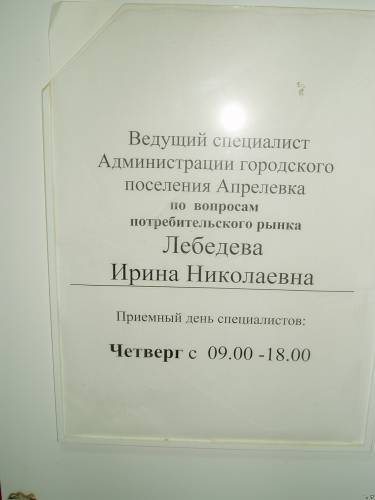 Ведущий специалист
Администрации городского
поселения Апрелевка
по вопросам
потребительского рынка
Лебедева
Ирина Николаевна
Приемный день специалистов:
Четверг с 09.00 -18.00